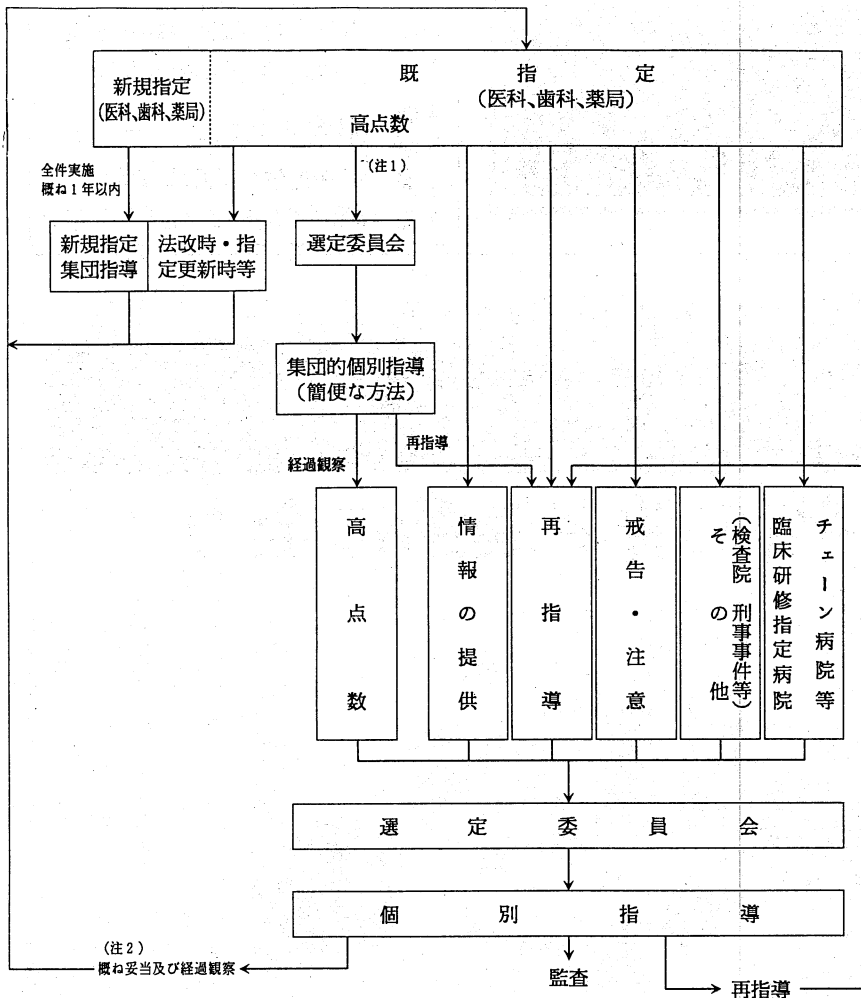 新規指定
(医科、歯科、薬局)
既指定
(医科、歯科、薬局)
高点数
全件実施
概ね1年以内
(注1)
新規指定
集団指導
法改時・指
定更新時等
選定委員会
集団的個別指導
(簡便な方法)
経過観察
再指導
高点数
情報の提供
再指導
戒告・注意
(検査院 刑事事件等)
その他
チェーン病院等
臨床研修指定病院
選定委員会
個別指導
(注2)
概ね妥当及び経過観察
監査
再指導